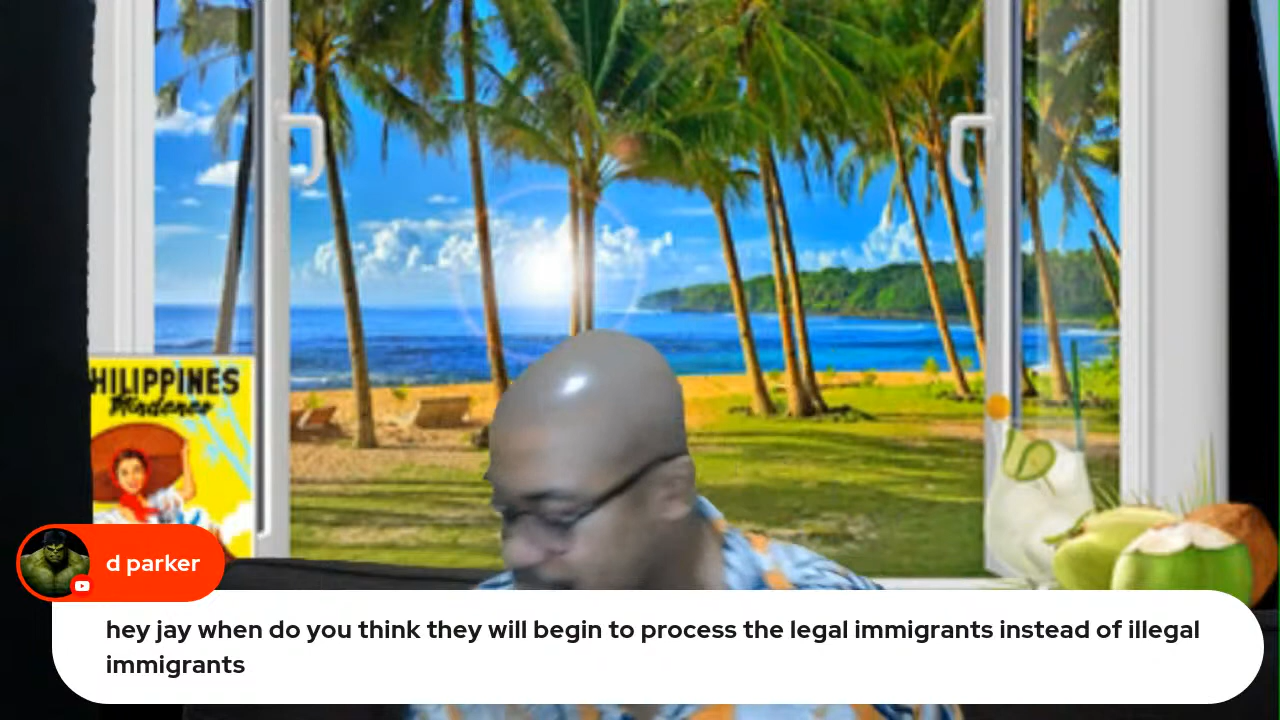 HILIPPINES
Mindanao
d parker
hey jay when do you think they will begin to process the legal immigrants instead of illegal
immigrants